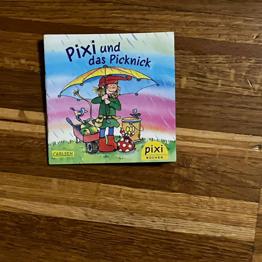 Pixi und
das Picknick
CARLSEN
pixi
BÜCHER